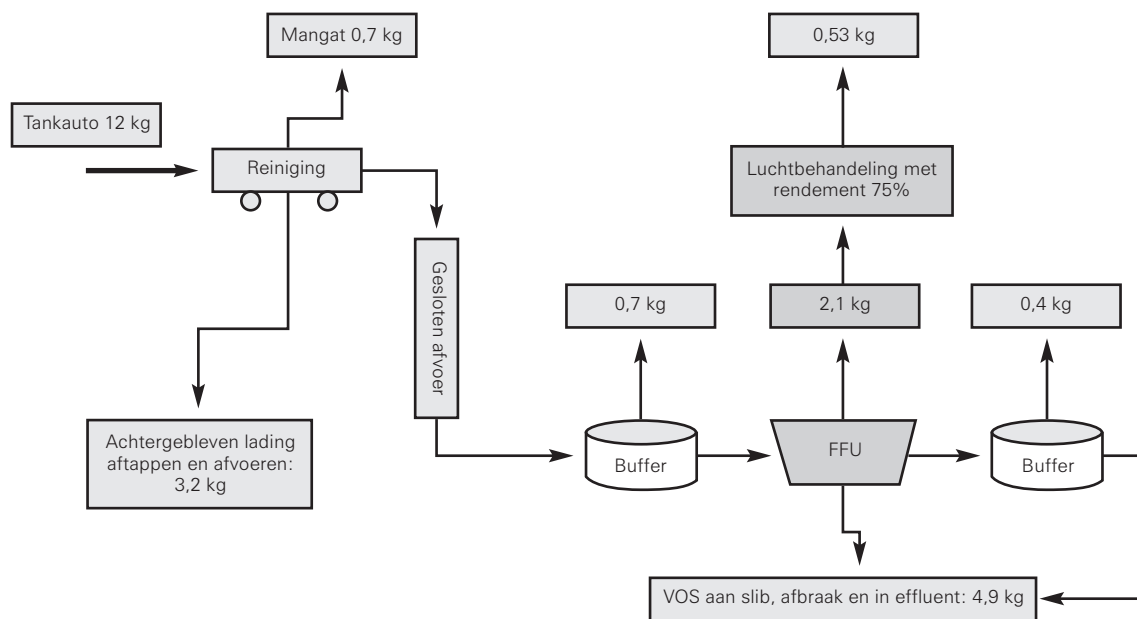 Mangat 0,7 kg
0,53 kg
Tankauto 12 kg
Reiniging
Luchtbehandeling met
rendement 75%
Gesloten afvoer
0,7 kg
2,1 kg
0,4 kg
Achtergebleven lading
aftappen en afvoeren:
3,2 kg
Buffer
FFU
Buffer
VOS aan slib, afbraak en in effluent: 4,9 kg